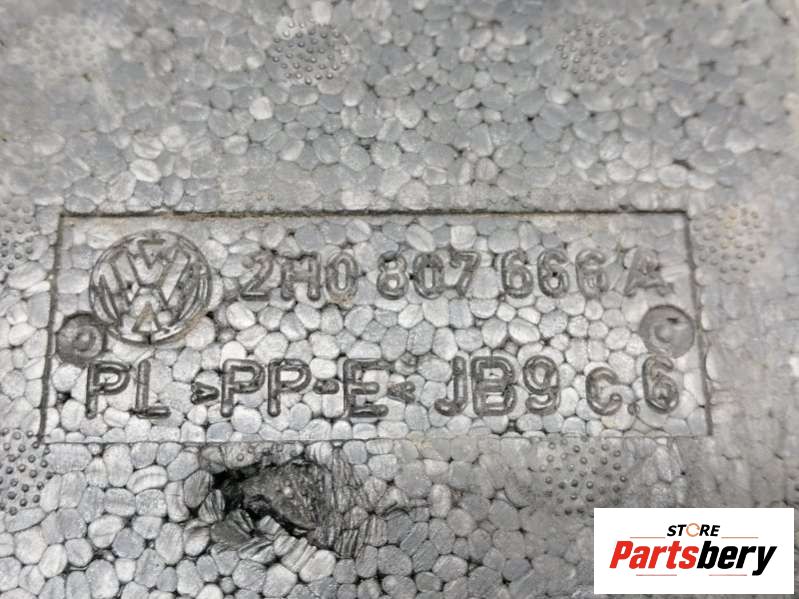 2H0 807 666 A
PL >PP-E< JB9 c.6
STORE
Partsbery